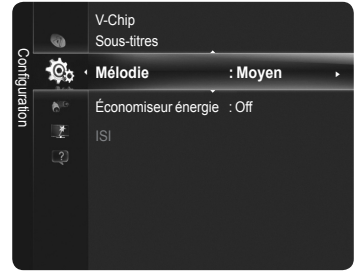 Configuration
V-Chip
Sous-titres
Mélodie : Moyen
Économiseur énergie : Off
ISI